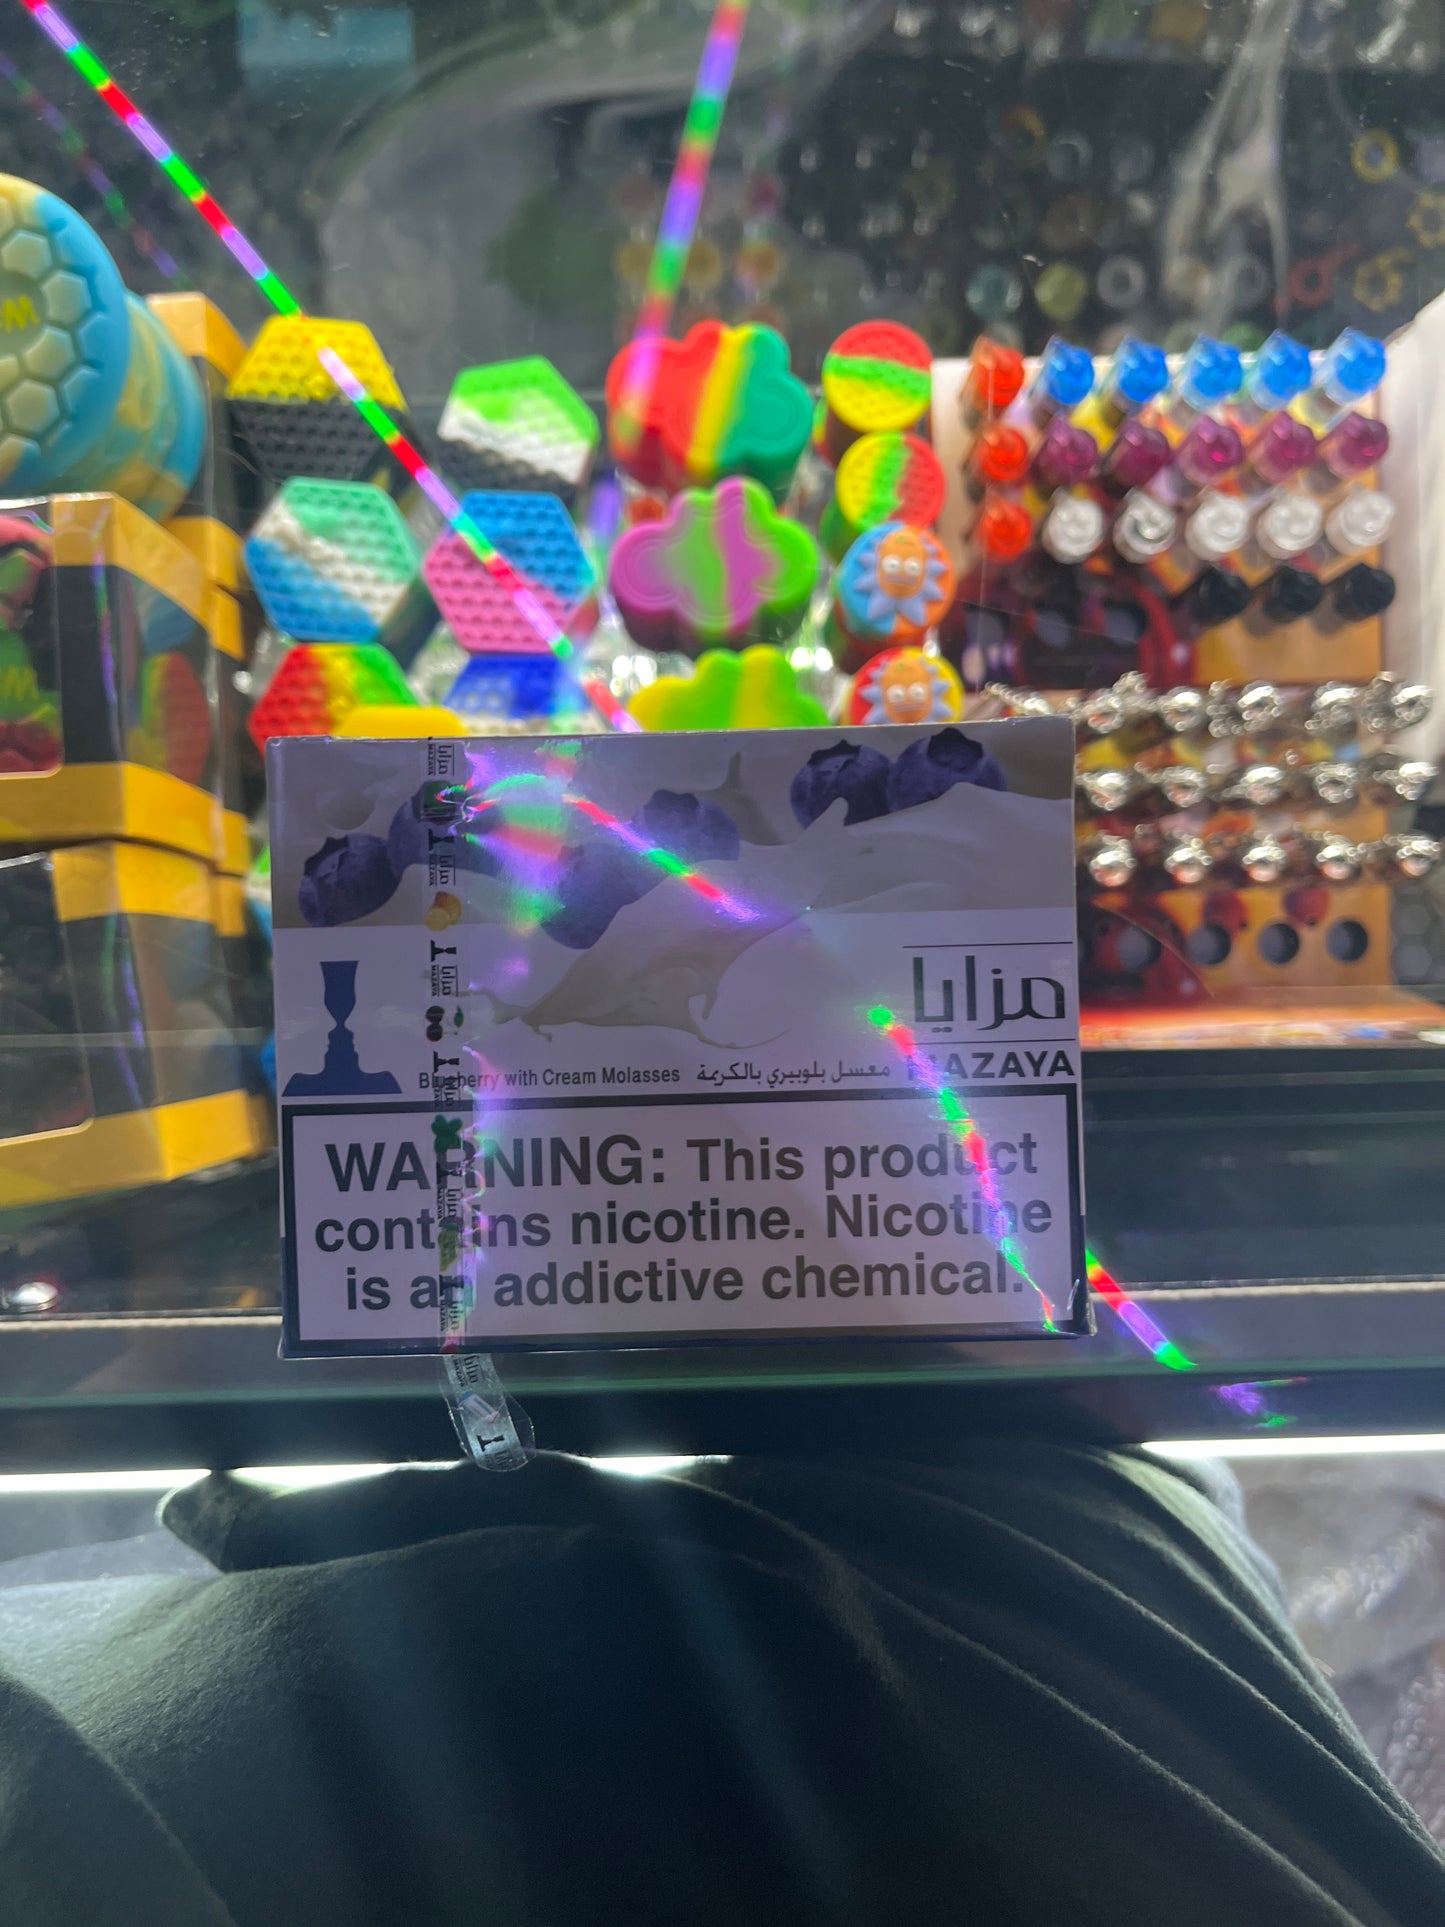 مزايا
MAZAYA
Blueberry with Cream Molasses معسل بلوبيري بالكريمة
WARNING: This product
contains nicotine. Nicotine
is an addictive chemical.